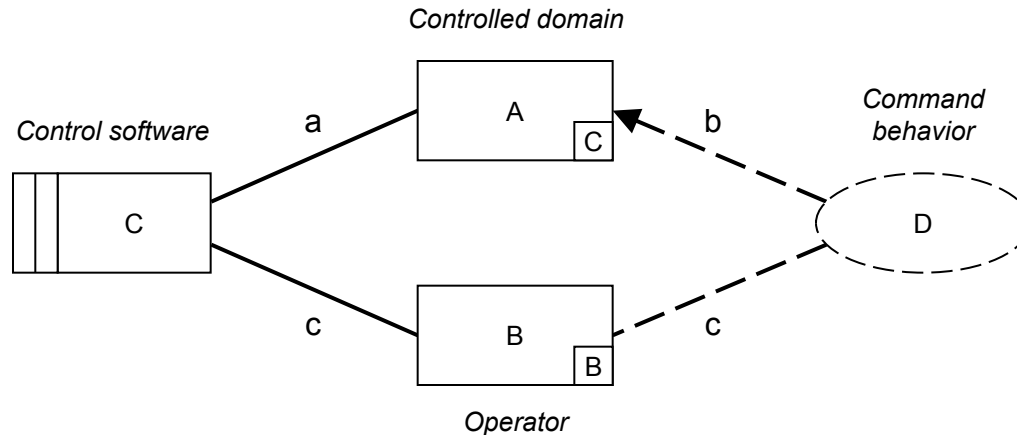 Controlled domain
Control software
a
A
C
b
Command
behavior
C
D
c
B
B
c
Operator